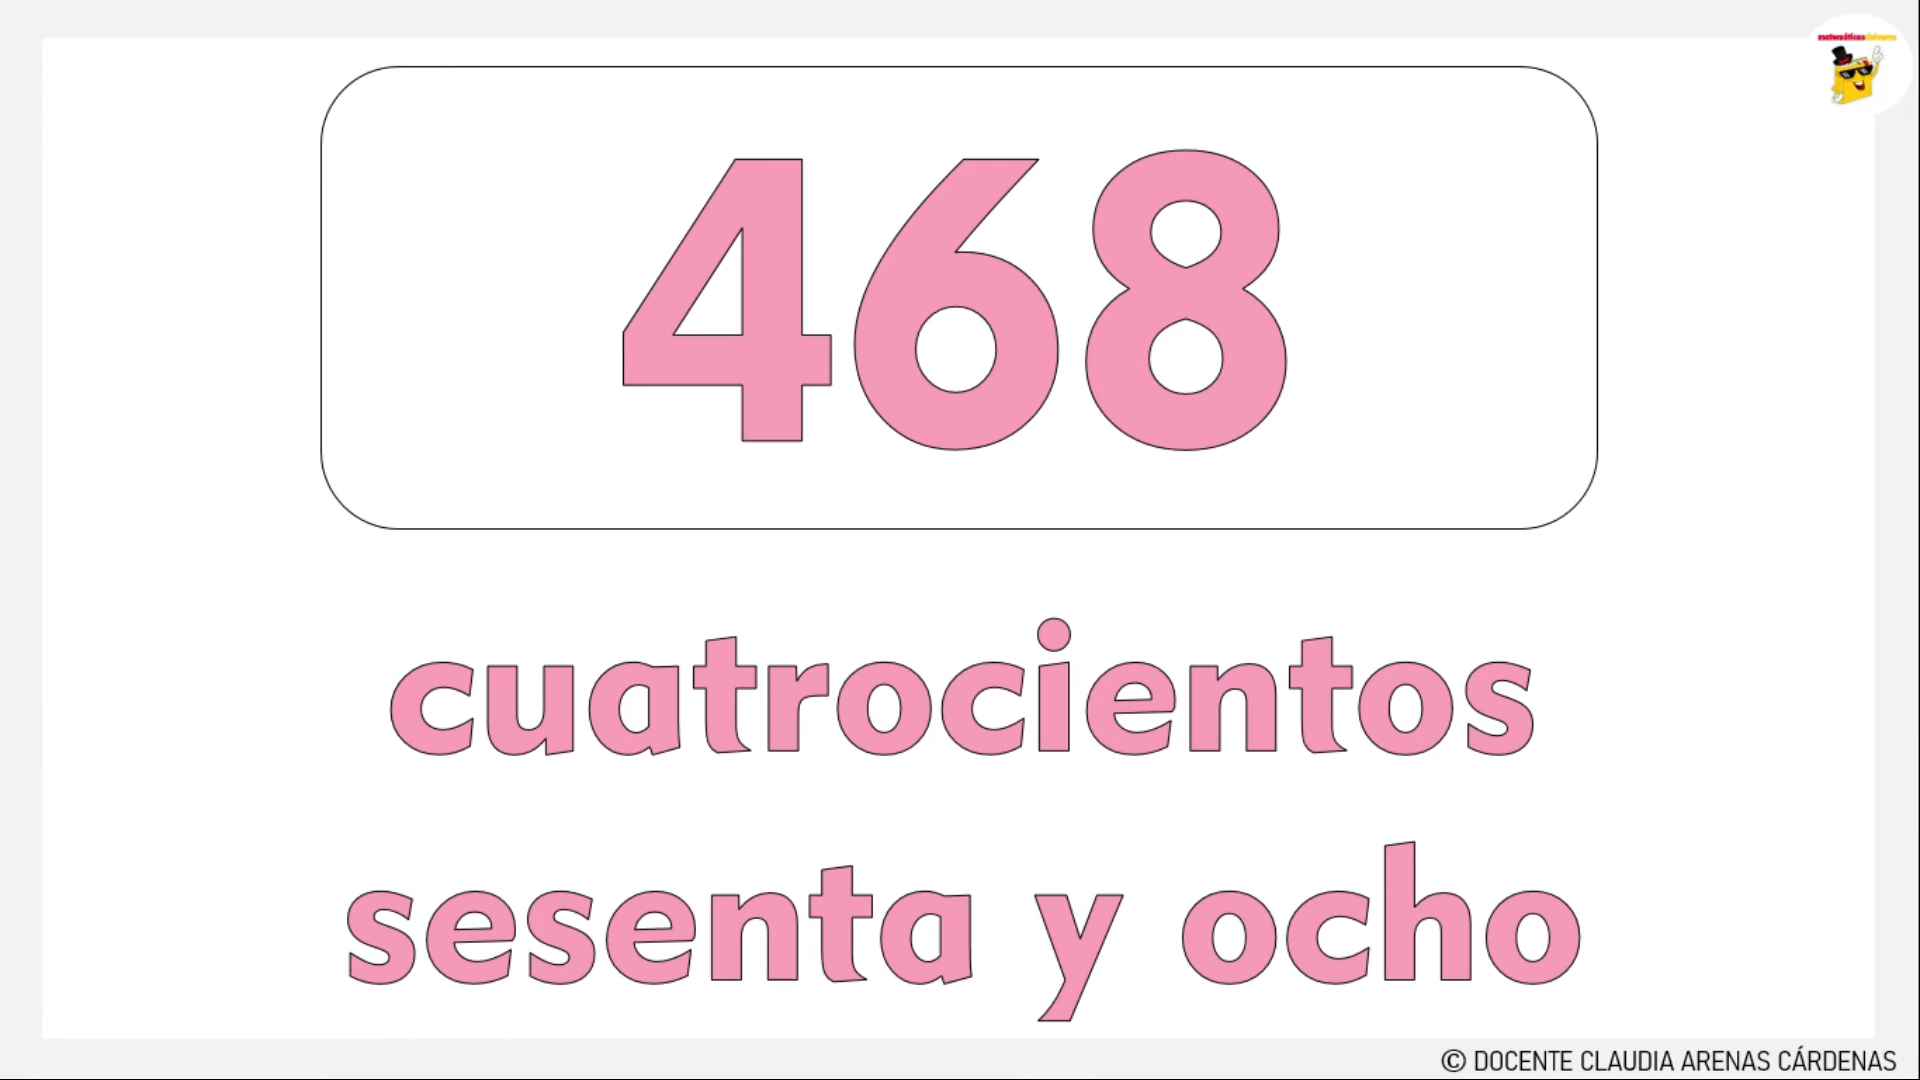 468
cuatrocientos
sesenta y ocho
© DOCENTE CLAUDIA ARENAS CÁRDENAS